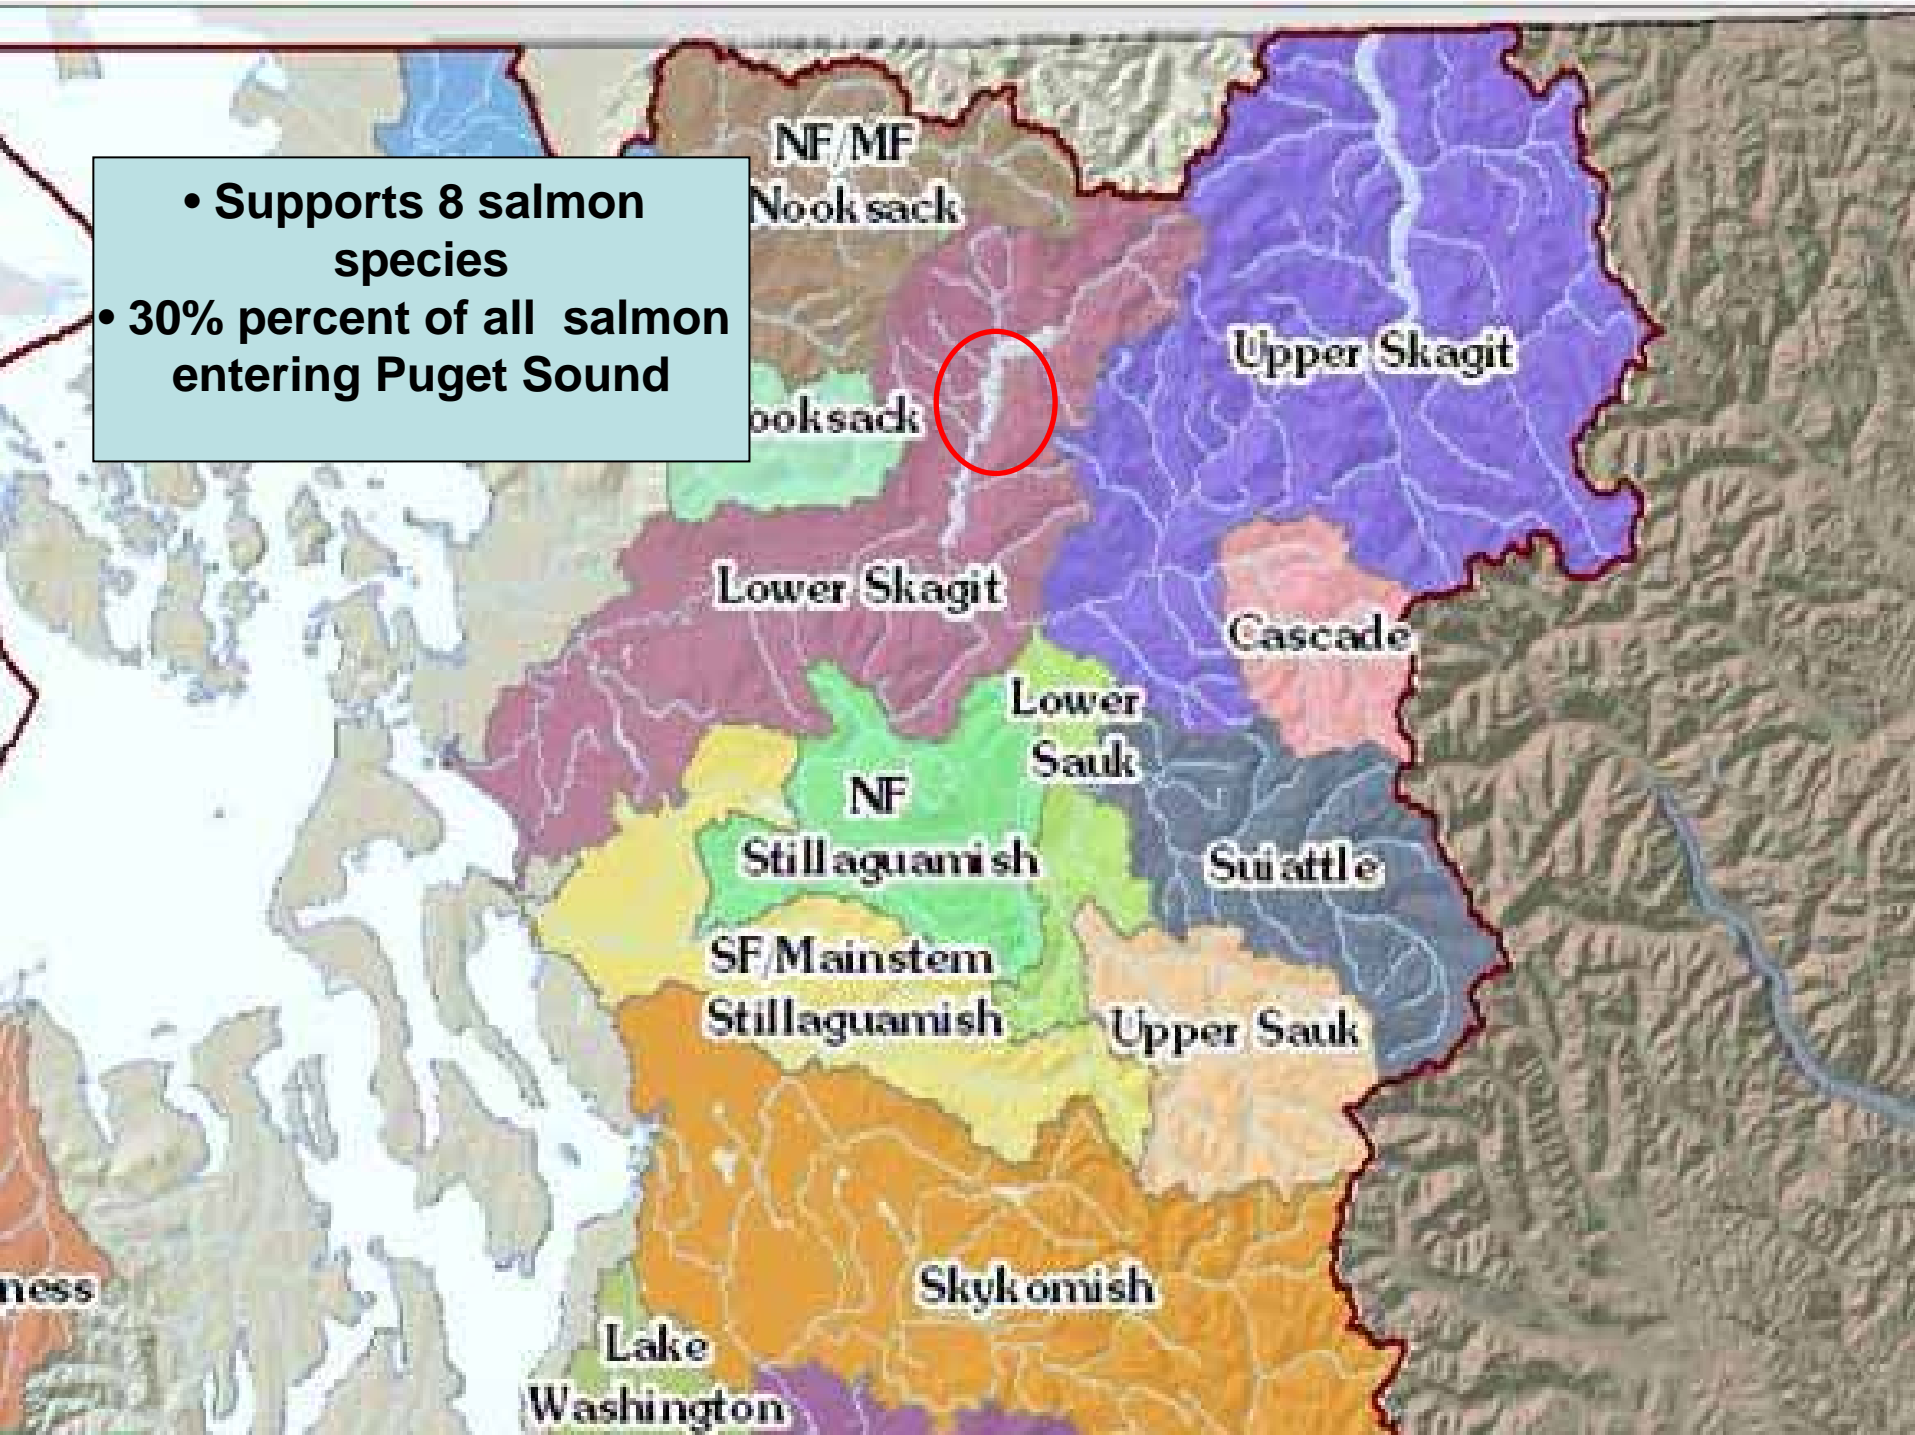 • Supports 8 salmon
species
• 30% percent of all  salmon
entering Puget Sound
NF/MF
Nooksack
ooksack
Upper Skagit
Lower Skagit
Cascade
Lower
Sauk
NF
Stillaguamish
Suiattle
SF/Mainstem
Stillaguamish
Upper Sauk
Skykomish
ness
Lake
Washington